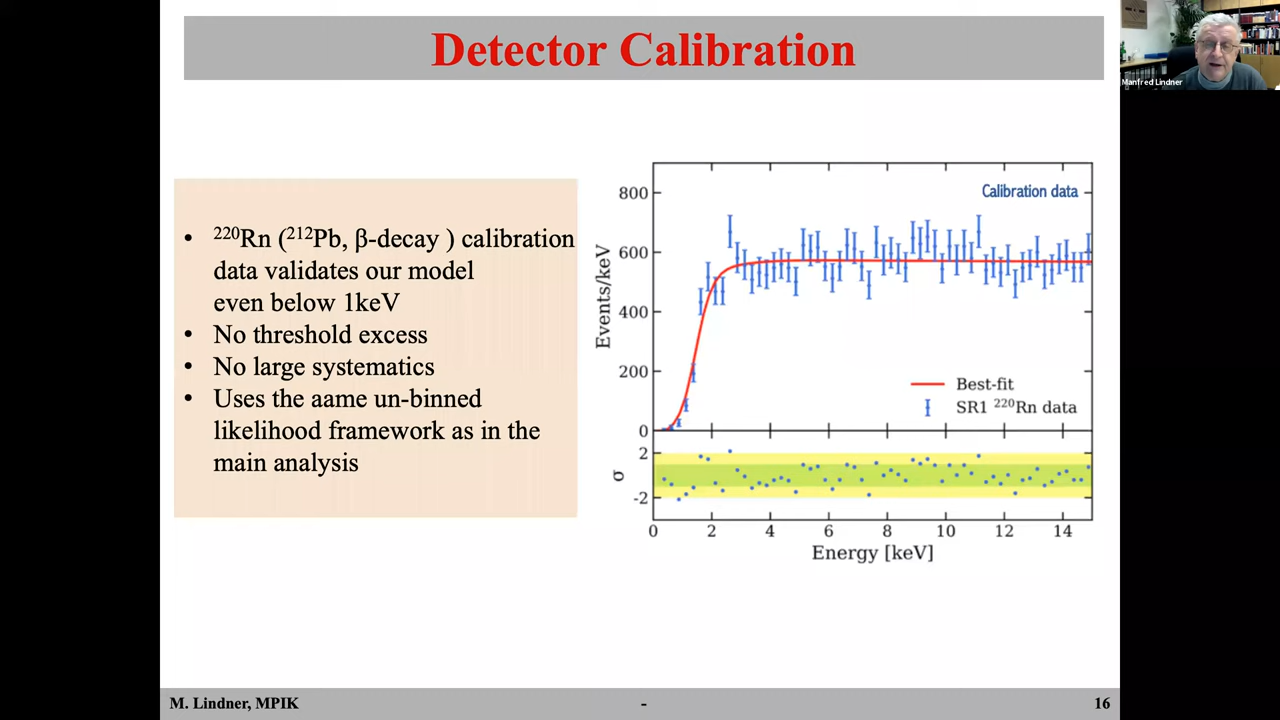 Detector Calibration
Manfred Lindner
• ²²⁰Rn (²¹²Pb, β-decay ) calibration
data validates our model
even below 1keV
• No threshold excess
• No large systematics
• Uses the aame un-binned
likelihood framework as in the
main analysis
Calibration data
Events/keV
800
600
400
200
0
Best-fit
SR1 ²²⁰Rn data
σ
2
-2
0 2 4 6 8 10 12 14
Energy [keV]
M. Lindner, MPIK - 16